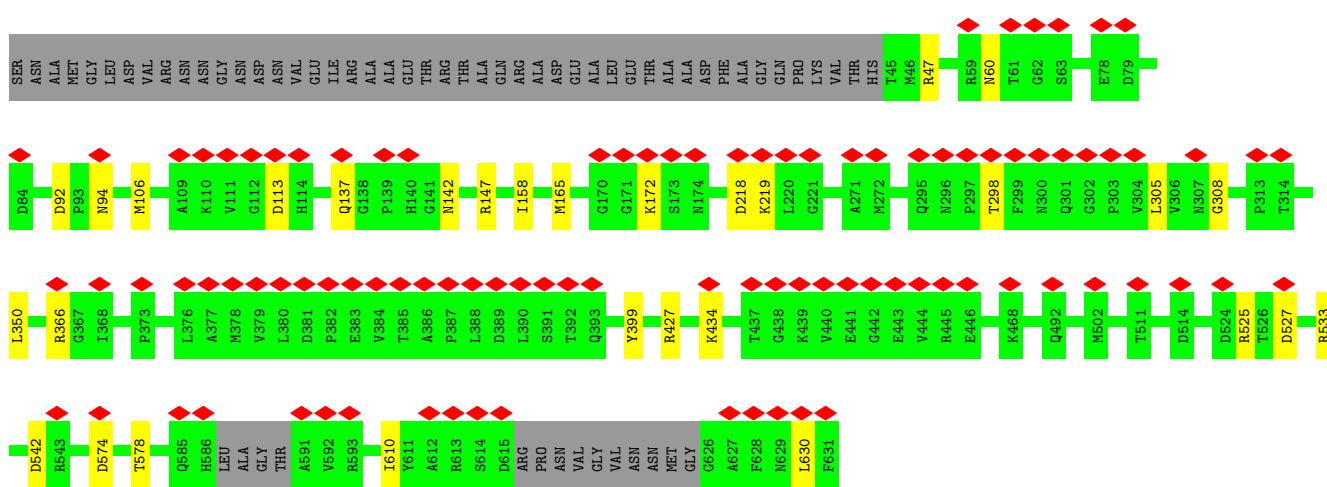 SER ASN ALA MET GLY LEU ASP VAL ARG ASN ASN GLY ASN ASP ASN VAL GLU ILE ARG ALA ALA GLU THR ARG THR ALA GLN ARG ALA ASP GLU ALA LEU GLU THR ALA ALA ASP PHE ALA GLY GLN PRO LYS VAL THR HIS T45 M46 R47 R59 N60 T61 G62 S63 E78 D79
D84 D92 P93 N94 M106 A109 K110 V111 G112 D113 H114 Q137 G138 P139 H140 G141 N142 R147 I158 M165 G170 G171 K172 S173 N174 D218 K219 L220 G221 A271 M272 Q295 N296 P297 T298 F299 N300 Q301 G302 P303 V304 L305 V306 N307 G308 P313 T314
L350 R366 G367 I368 P373 L376 A377 M378 V379 L380 D381 P382 E383 V384 T385 A386 P387 L388 D389 L390 S391 T392 Q393 Y399 R427 K434 T437 G438 K439 V440 E441 G442 E443 V444 R445 E446 K468 Q492 M502 T511 D514 D524 R525 T526 D527 R533
D542 R543 D574 T578 Q585 H586 LEU ALA GLY THR A591 V592 R593 I610 Y611 A612 R613 S614 D615 ARG PRO ASN VAL GLY VAL ASN ASN MET GLY G626 A627 F628 N629 L630 F631